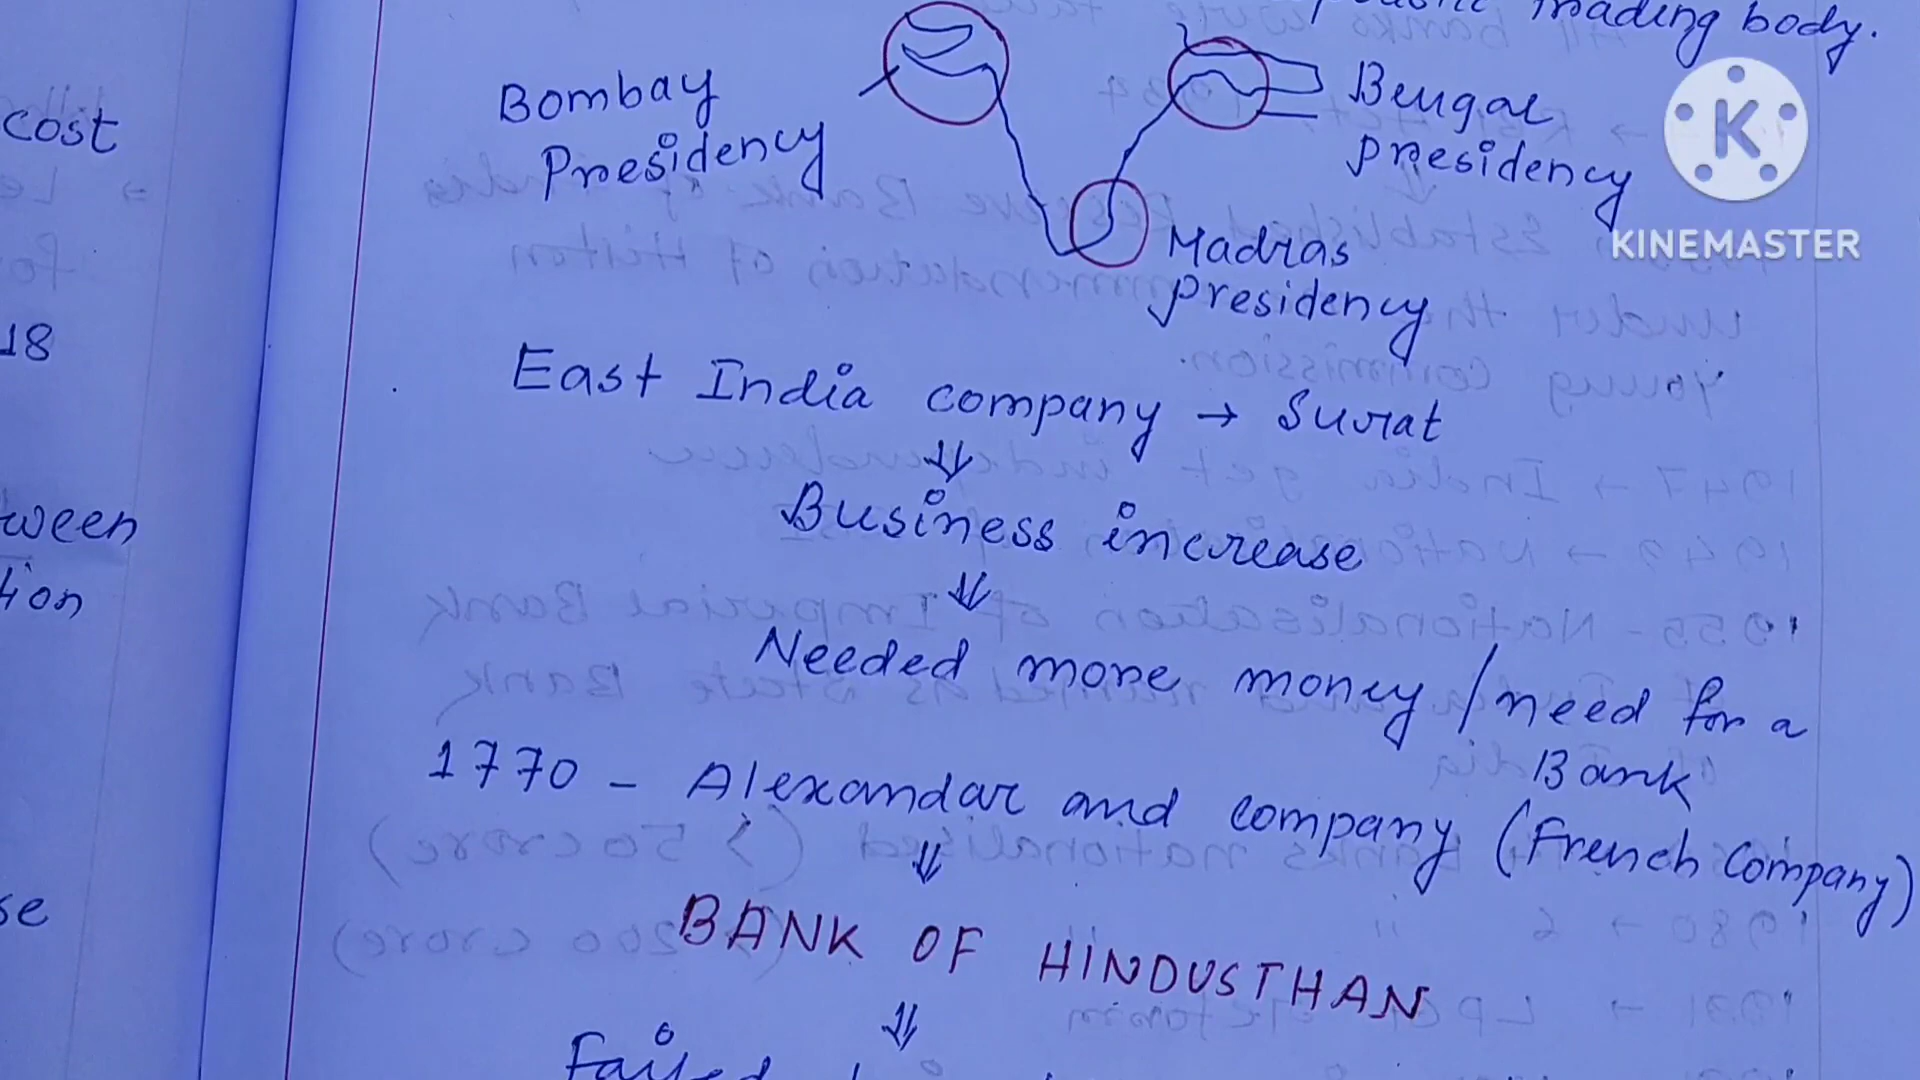 trading body.
Bombay
Presidency
Bengal
Presidency
Madras
Presidency
K
KINEMASTER
cost
18
ween
tion
se
East India company → Surat
Business increase
Needed more money / need for a
Bank
1770 - Alexandar and company (French Company)
BANK OF HINDUSTHAN
Failed